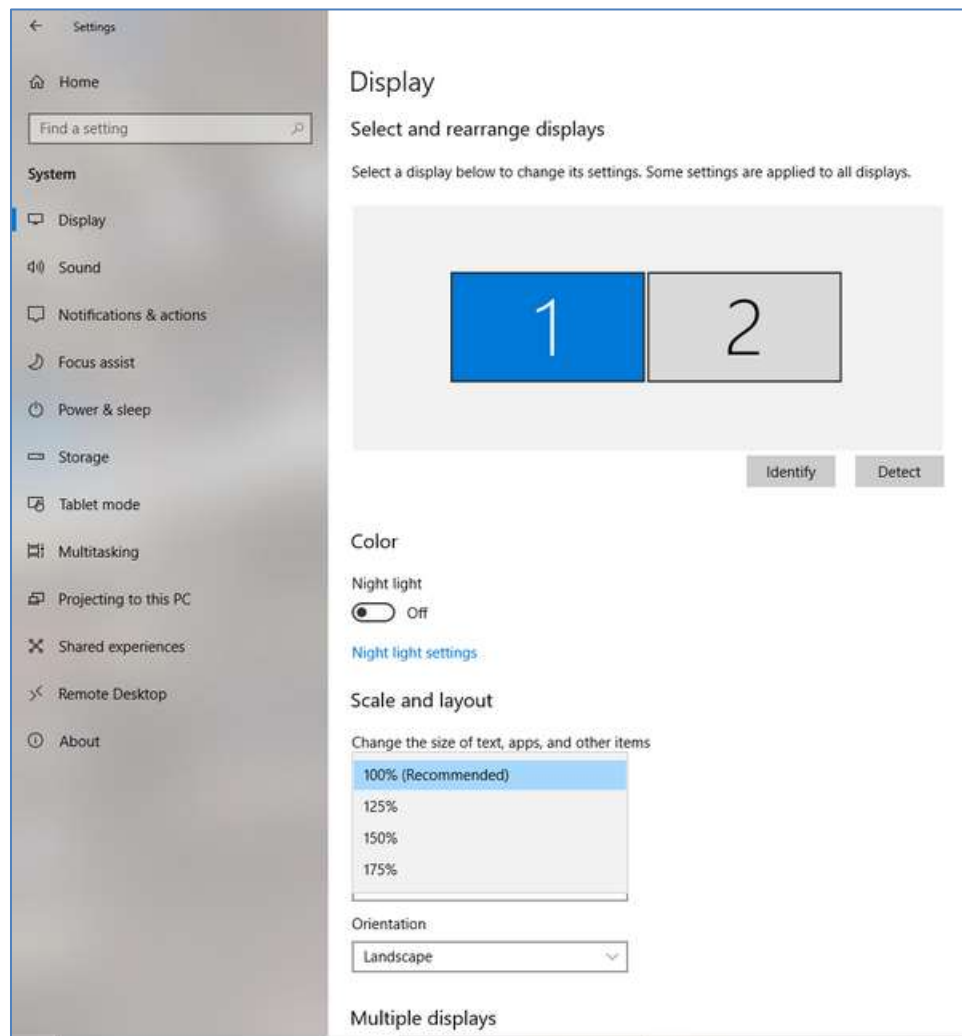 Settings
Home
Find a setting
System
Display
Sound
Notifications & actions
Focus assist
Power & sleep
Storage
Tablet mode
Multitasking
Projecting to this PC
Shared experiences
Remote Desktop
About
Display
Select and rearrange displays
Select a display below to change its settings. Some settings are applied to all displays.
1 2
Identify Detect
Color
Night light
Off
Night light settings
Scale and layout
Change the size of text, apps, and other items
100% (Recommended)
125%
150%
175%
Orientation
Landscape
Multiple displays